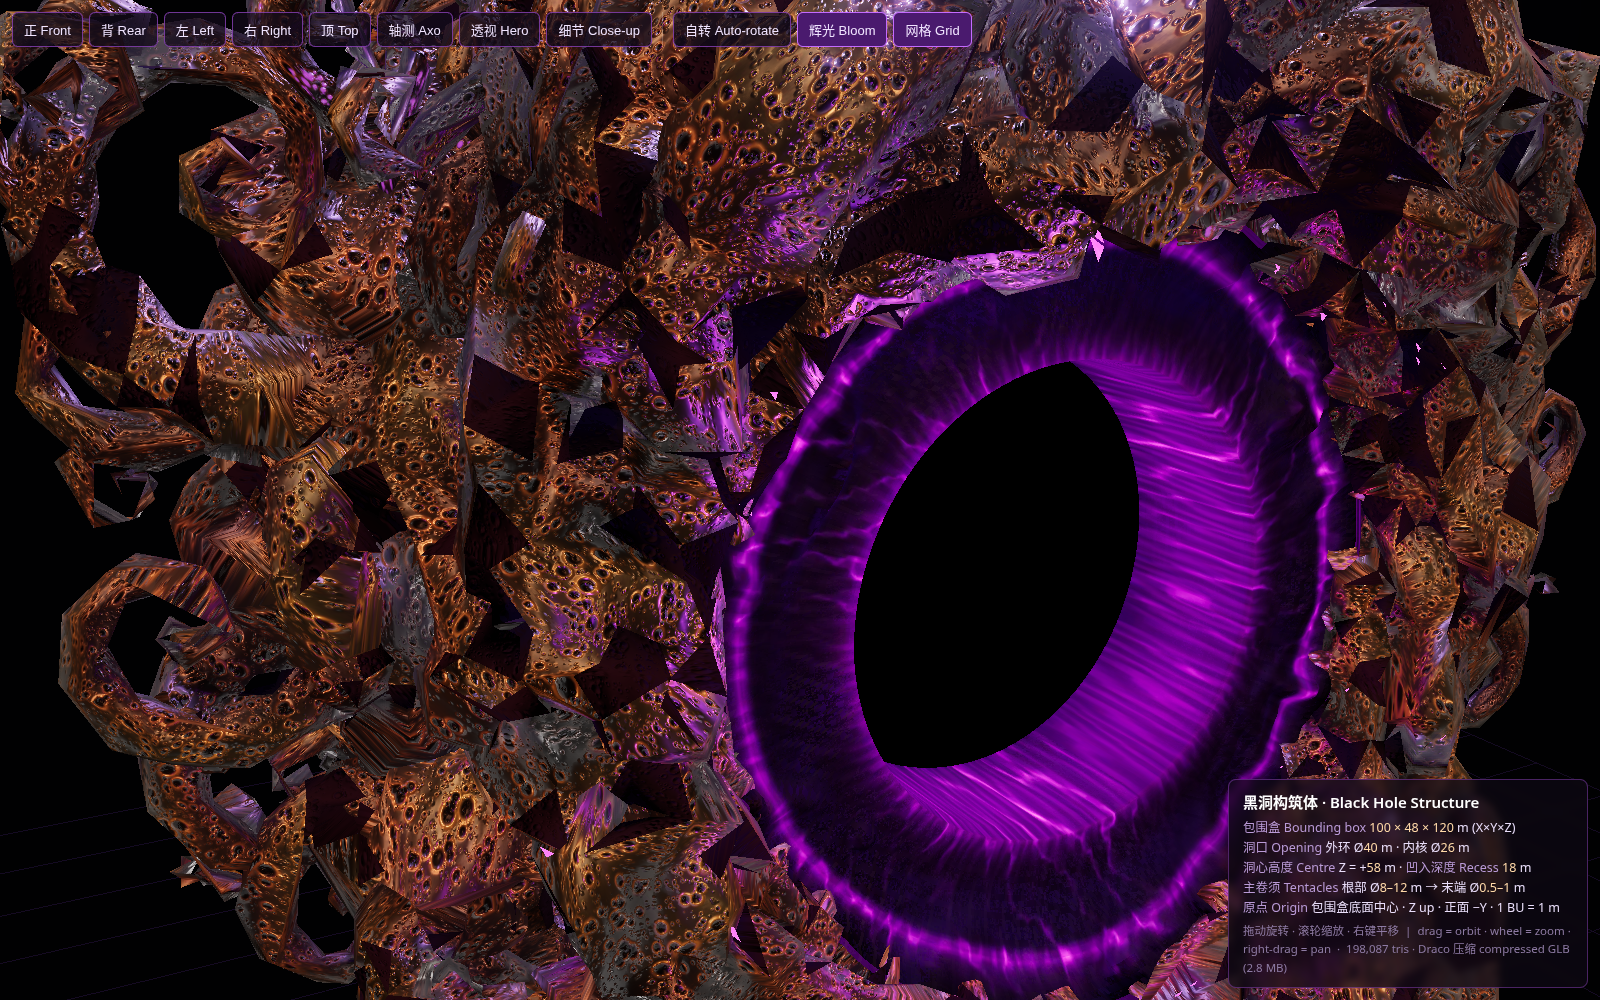 正 Front 背 Rear 左 Left 右 Right 顶 Top 轴测 Axo 透视 Hero 细节 Close-up 自转 Auto-rotate 辉光 Bloom 网格 Grid
黑洞构筑体 · Black Hole Structure
包围盒 Bounding box 100 × 48 × 120 m (X×Y×Z)
洞口 Opening 外环 Ø40 m · 内核 Ø26 m
洞心高度 Centre Z = +58 m · 凹入深度 Recess 18 m
主卷须 Tentacles 根部 Ø8–12 m → 末端 Ø0.5–1 m
原点 Origin 包围盒底面中心 · Z up · 正面 −Y · 1 BU = 1 m
拖动旋转 · 滚轮缩放 · 右键平移 | drag = orbit · wheel = zoom ·
right-drag = pan · 198,087 tris · Draco 压缩 compressed GLB
(2.8 MB)